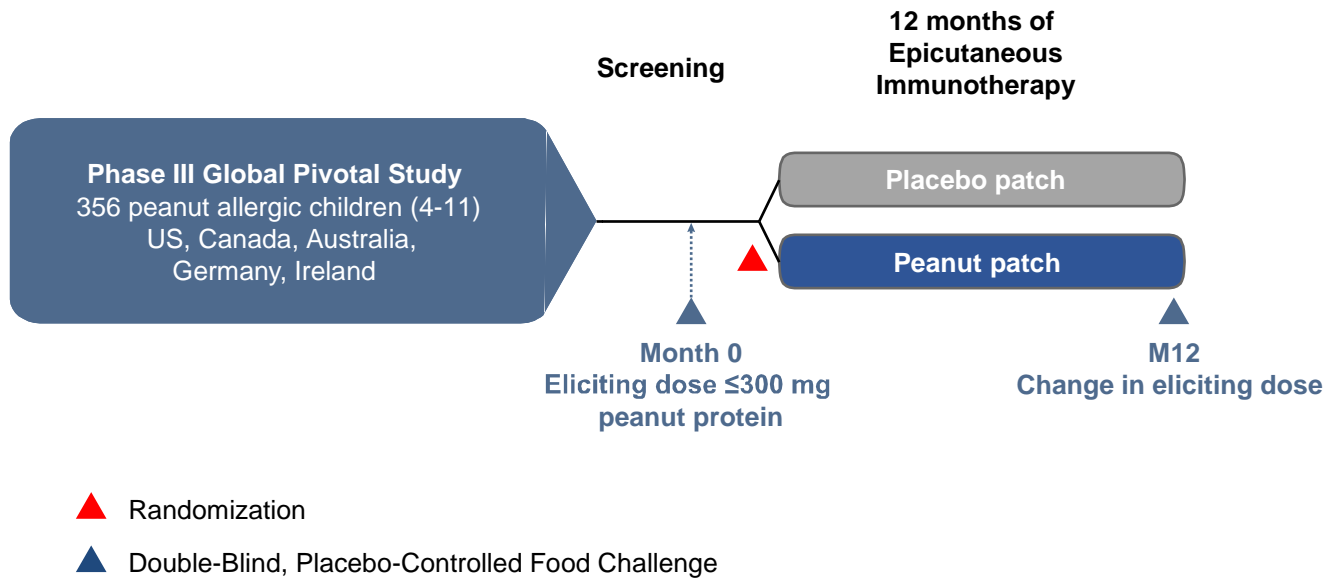 12 months of
Epicutaneous
Immunotherapy
Screening
Phase III Global Pivotal Study
356 peanut allergic children (4-11)
US, Canada, Australia,
Germany, Ireland
Placebo patch
Peanut patch
Month 0
Eliciting dose ≤300 mg
peanut protein
M12
Change in eliciting dose
Randomization
Double-Blind, Placebo-Controlled Food Challenge